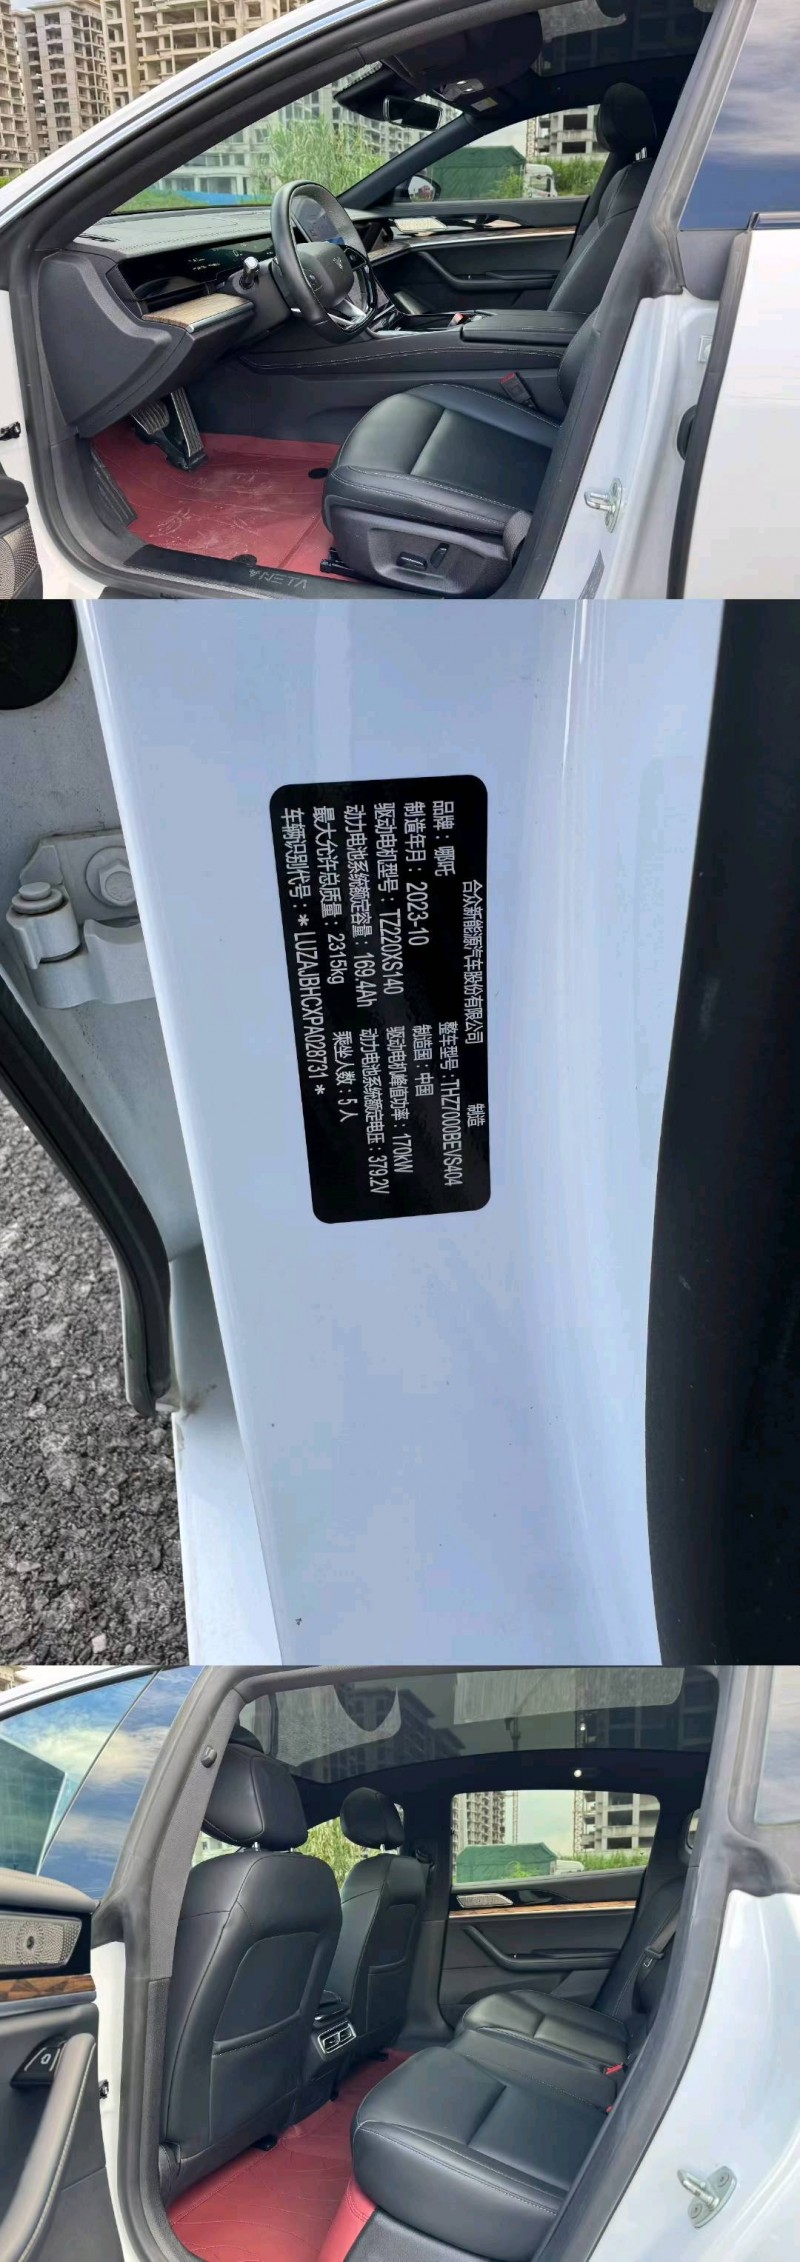 NETA
合众新能源汽车股份有限公司 制造
品牌：哪吒 整车型号：THZ7000BEVS404
制造年月：2023-10 制造国：中国
驱动电机型号：TZ220XS140 驱动电机峰值功率：170kW
动力电池系统额定容量：169.4Ah 动力电池系统额定电压：379.2V
最大允许总质量：2315kg 乘坐人数：5人
车辆识别代号：＊LUZAJBHCXPA028731＊